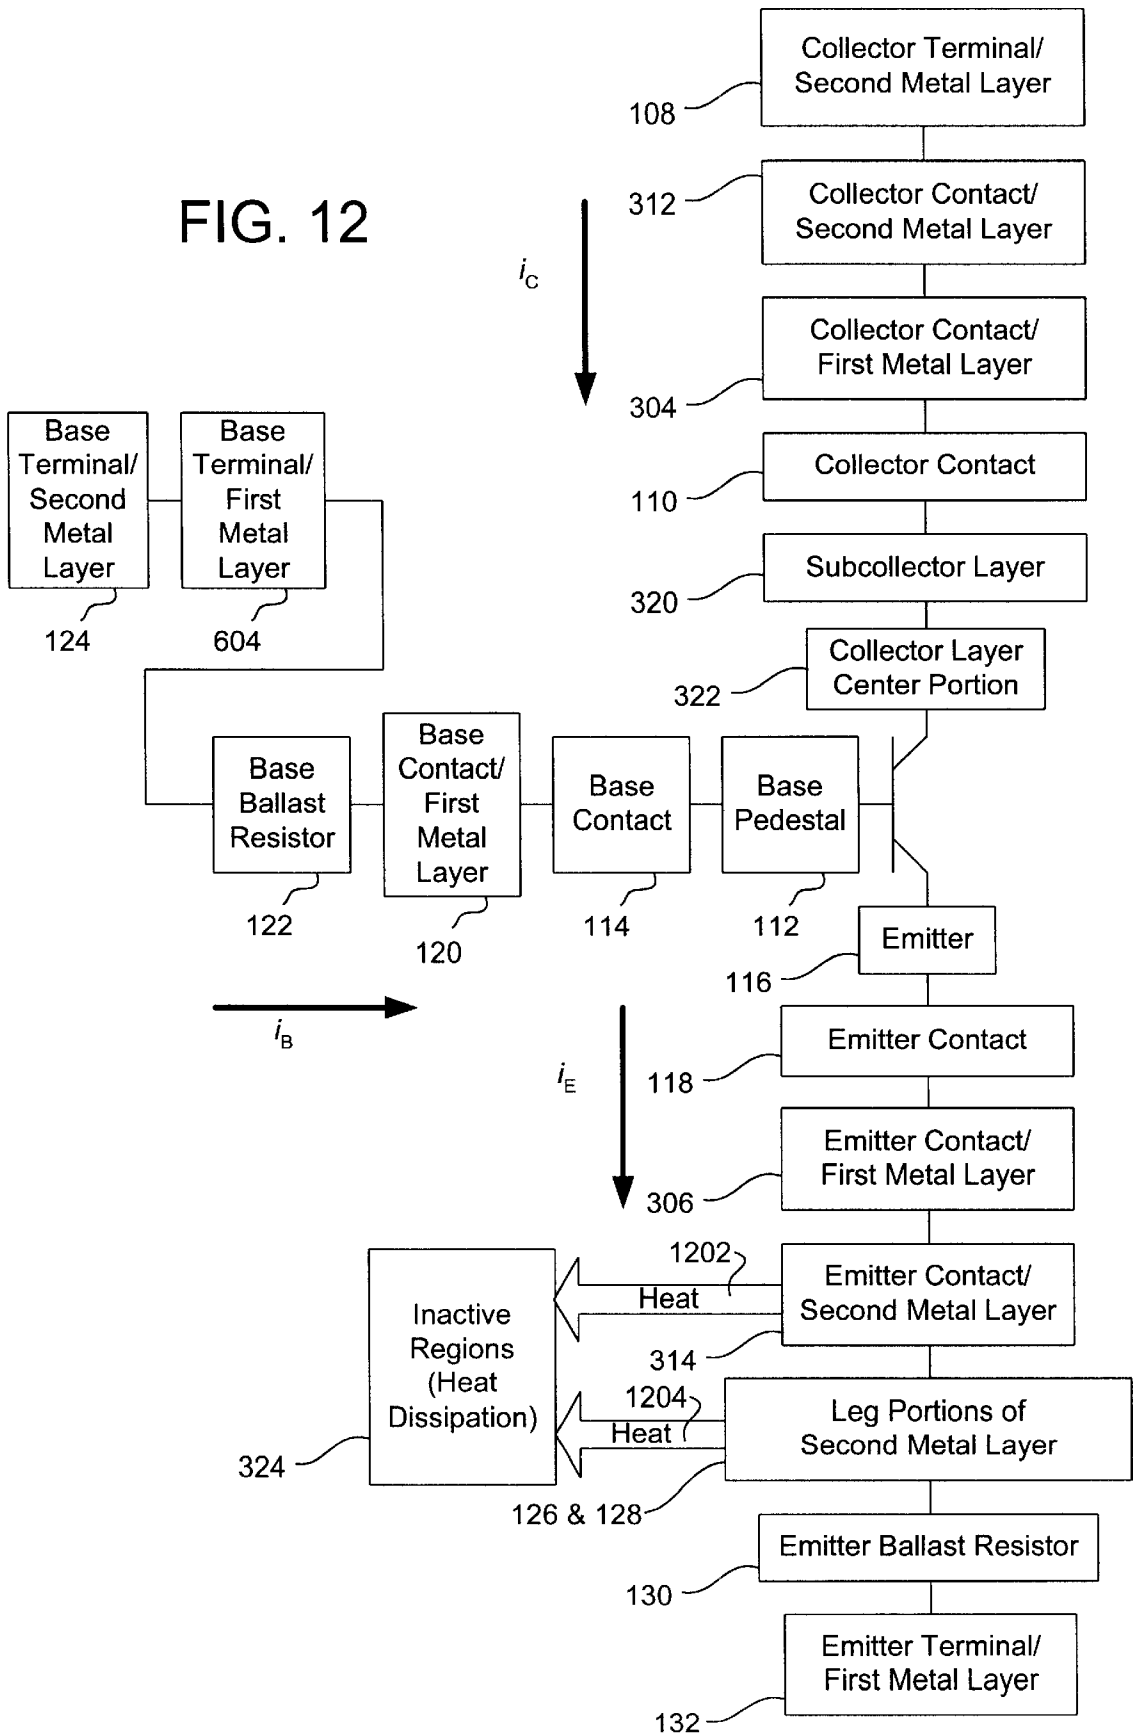 Collector Terminal/
Second Metal Layer
108
FIG. 12
312
Collector Contact/
Second Metal Layer
iC
Collector Contact/
First Metal Layer
304
Base
Terminal/
Second
Metal
Layer
124
Base
Terminal/
First
Metal
Layer
604
Collector Contact
110
Subcollector Layer
320
Collector Layer
Center Portion
322
Base
Ballast
Resistor
122
Base
Contact/
First
Metal
Layer
120
Base
Contact
114
Base
Pedestal
112
Emitter
116
iB
iE
Emitter Contact
118
Emitter Contact/
First Metal Layer
306
Inactive
Regions
(Heat
Dissipation)
324
1202
Heat
Emitter Contact/
Second Metal Layer
314
1204
Heat
Leg Portions of
Second Metal Layer
126 & 128
Emitter Ballast Resistor
130
Emitter Terminal/
First Metal Layer
132